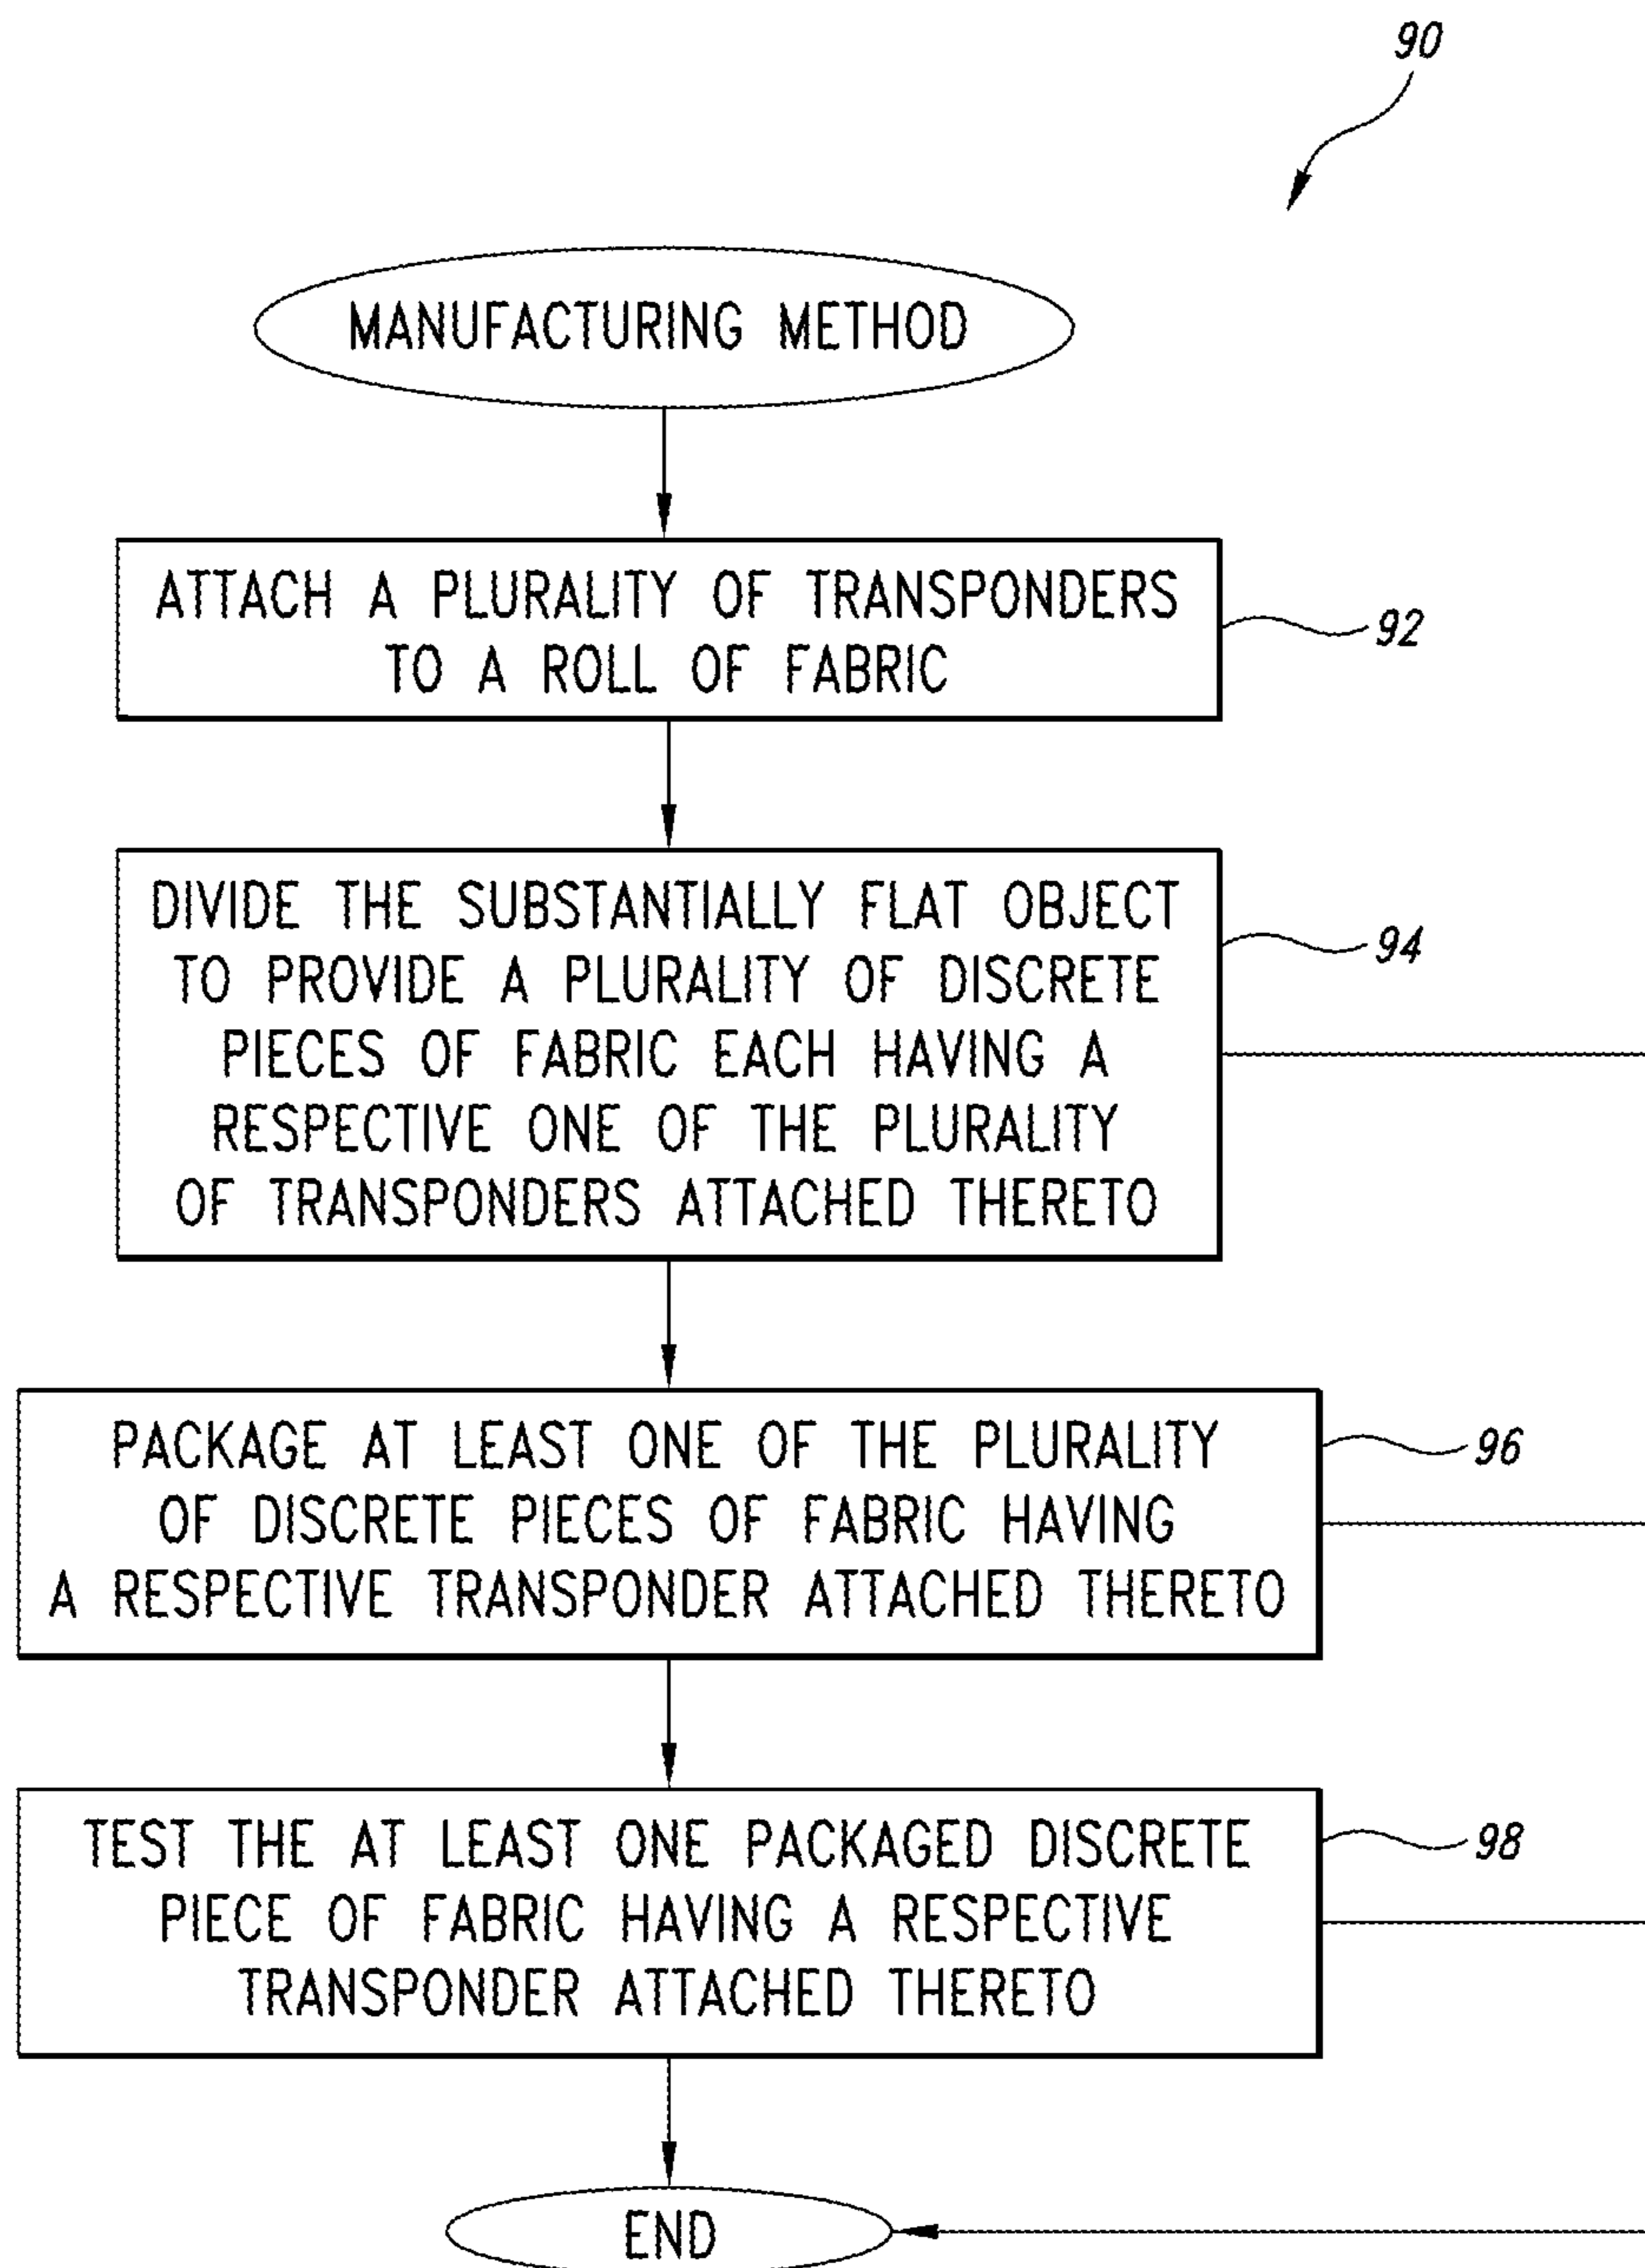 90
MANUFACTURING METHOD
ATTACH A PLURALITY OF TRANSPONDERS
TO A ROLL OF FABRIC
92
DIVIDE THE SUBSTANTIALLY FLAT OBJECT
TO PROVIDE A PLURALITY OF DISCRETE
PIECES OF FABRIC EACH HAVING A
RESPECTIVE ONE OF THE PLURALITY
OF TRANSPONDERS ATTACHED THERETO
94
PACKAGE AT LEAST ONE OF THE PLURALITY
OF DISCRETE PIECES OF FABRIC HAVING
A RESPECTIVE TRANSPONDER ATTACHED THERETO
96
TEST THE AT LEAST ONE PACKAGED DISCRETE
PIECE OF FABRIC HAVING A RESPECTIVE
TRANSPONDER ATTACHED THERETO
98
END